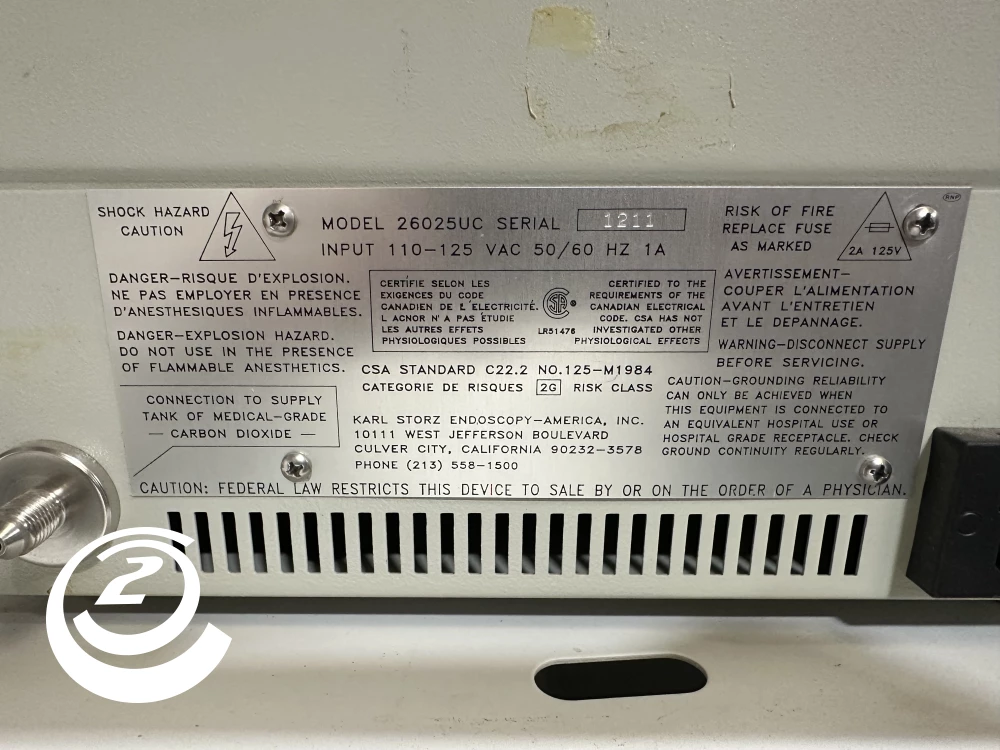 SHOCK HAZARD
CAUTION
MODEL 26025UC SERIAL 1211
INPUT 110-125 VAC 50/60 HZ 1A
RISK OF FIRE
REPLACE FUSE
AS MARKED
2A 125V
RNP
DANGER-RISQUE D'EXPLOSION.
NE PAS EMPLOYER EN PRESENCE
D'ANESTHESIQUES INFLAMMABLES.
DANGER-EXPLOSION HAZARD.
DO NOT USE IN THE PRESENCE
OF FLAMMABLE ANESTHETICS.
CERTIFIE SELON LES
EXIGENCES DU CODE
CANADIEN DE L'ELECTRICITÉ.
L ACNOR N'A PAS ÉTUDIE
LES AUTRES EFFETS
PHYSIOLOGIQUES POSSIBLES
LR51476
CERTIFIED TO THE
REQUIREMENTS OF THE
CANADIAN ELECTRICAL
CODE. CSA HAS NOT
INVESTIGATED OTHER
PHYSIOLOGICAL EFFECTS
AVERTISSEMENT-
COUPER L'ALIMENTATION
AVANT L'ENTRETIEN
ET LE DEPANNAGE.
WARNING-DISCONNECT SUPPLY
BEFORE SERVICING.
CSA STANDARD C22.2 NO.125-M1984
CATEGORIE DE RISQUES 2G RISK CLASS
CONNECTION TO SUPPLY
TANK OF MEDICAL-GRADE
— CARBON DIOXIDE —
KARL STORZ ENDOSCOPY-AMERICA, INC.
10111 WEST JEFFERSON BOULEVARD
CULVER CITY, CALIFORNIA 90232-3578
PHONE (213) 558-1500
CAUTION-GROUNDING RELIABILITY
CAN ONLY BE ACHIEVED WHEN
THIS EQUIPMENT IS CONNECTED TO
AN EQUIVALENT HOSPITAL USE OR
HOSPITAL GRADE RECEPTACLE. CHECK
GROUND CONTINUITY REGULARLY.
CAUTION: FEDERAL LAW RESTRICTS THIS DEVICE TO SALE BY OR ON THE ORDER OF A PHYSICIAN.
2